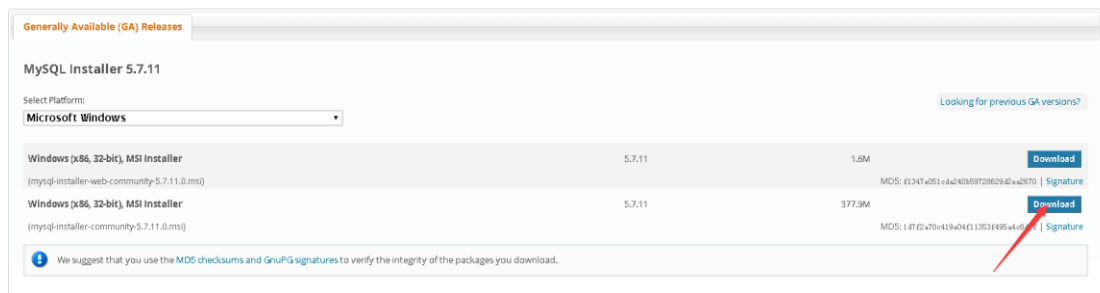 Generally Available (GA) Releases
MySQL Installer 5.7.11
Select Platform:
Looking for previous GA versions?
Microsoft Windows
Windows (x86, 32-bit), MSI Installer 5.7.11 1.6M Download
(mysql-installer-web-community-5.7.11.0.msi) MD5: | Signature
Windows (x86, 32-bit), MSI Installer 5.7.11 377.9M Download
(mysql-installer-community-5.7.11.0.msi) MD5: | Signature
We suggest that you use the MD5 checksums and GnuPG signatures to verify the integrity of the packages you download.